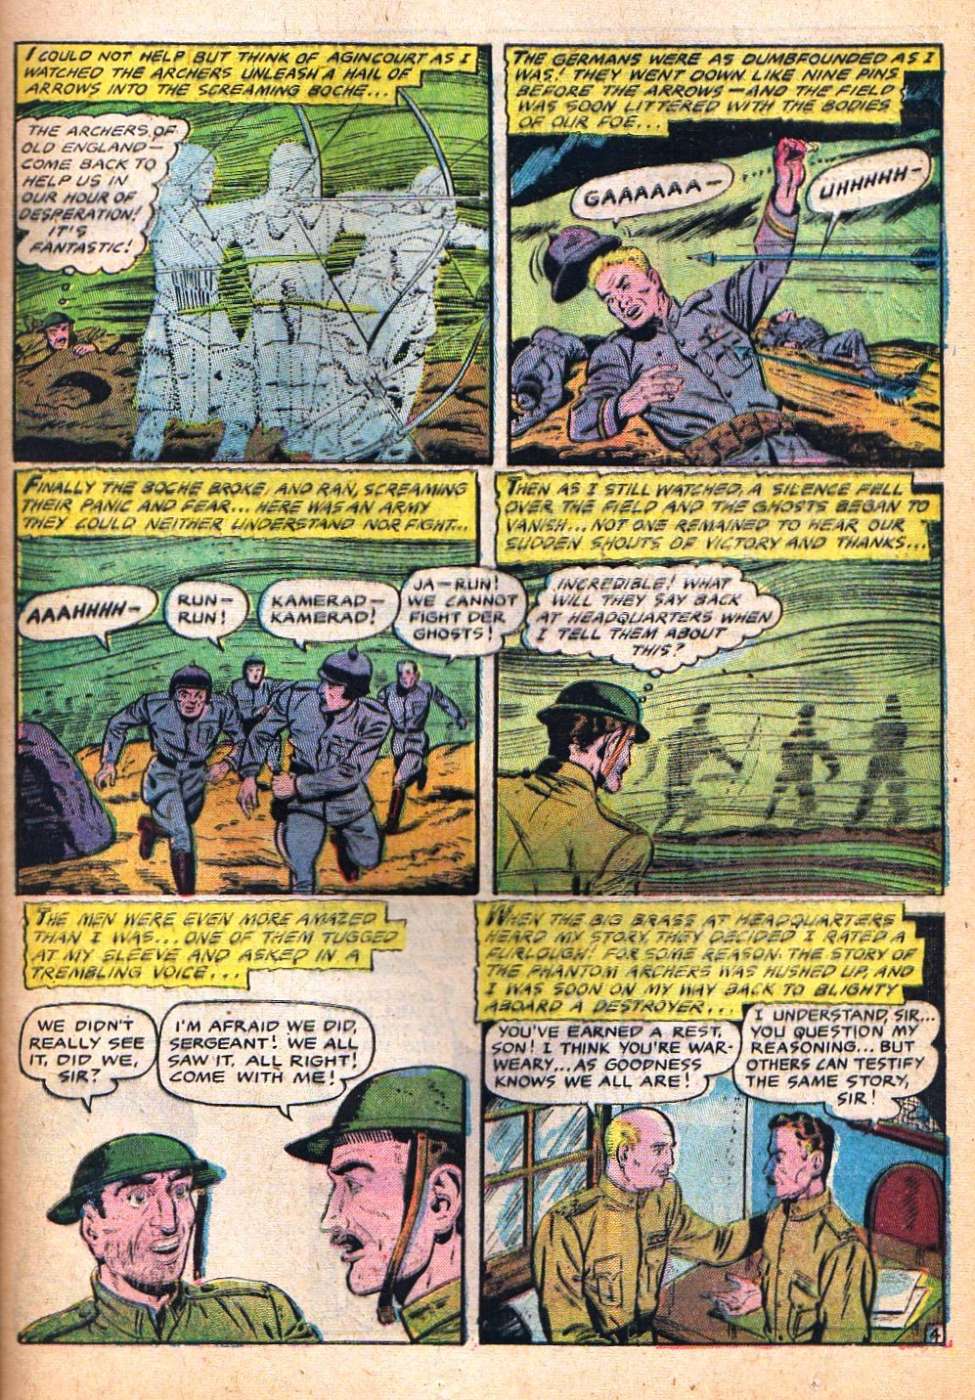 I COULD NOT HELP BUT THINK OF AGINCOURT AS I
WATCHED THE ARCHERS UNLEASH A HAIL OF
ARROWS INTO THE SCREAMING BOCHE...
THE ARCHERS OF
OLD ENGLAND—
COME BACK TO
HELP US IN
OUR HOUR OF
DESPERATION!
IT'S
FANTASTIC!
THE GERMANS WERE AS DUMBFOUNDED AS I
WAS! THEY WENT DOWN LIKE NINE PINS
BEFORE THE ARROWS—AND THE FIELD
WAS SOON LITTERED WITH THE BODIES
OF OUR FOE...
GAAAAAA—
UHHHHH—
FINALLY THE BOCHE BROKE, AND RAN, SCREAMING
THEIR PANIC AND FEAR... HERE WAS AN ARMY
THEY COULD NEITHER UNDERSTAND NOR FIGHT...
AAAHHHH—
RUN—
RUN!
KAMERAD—
KAMERAD!
JA—RUN!
WE CANNOT
FIGHT DER
GHOSTS!
THEN AS I STILL WATCHED, A SILENCE FELL
OVER THE FIELD AND THE GHOSTS BEGAN TO
VANISH... NOT ONE REMAINED TO HEAR OUR
SUDDEN SHOUTS OF VICTORY AND THANKS...
INCREDIBLE! WHAT
WILL THEY SAY BACK
AT HEADQUARTERS WHEN
I TELL THEM ABOUT
THIS?
THE MEN WERE EVEN MORE AMAZED
THAN I WAS... ONE OF THEM TUGGED
AT MY SLEEVE AND ASKED IN A
TREMBLING VOICE...
WE DIDN'T
REALLY SEE
IT, DID WE,
SIR?
I'M AFRAID WE DID,
SERGEANT! WE ALL
SAW IT, ALL RIGHT!
COME WITH ME!
WHEN THE BIG BRASS AT HEADQUARTERS
HEARD MY STORY, THEY DECIDED I RATED A
FURLOUGH! FOR SOME REASON, THE STORY OF
THE PHANTOM ARCHERS WAS HUSHED UP, AND
I WAS SOON ON MY WAY BACK TO BLIGHTY
ABOARD A DESTROYER...
YOU'VE EARNED A REST,
SON! I THINK YOU'RE WAR-
WEARY... AS GOODNESS
KNOWS WE ALL ARE!
I UNDERSTAND, SIR...
YOU QUESTION MY
REASONING... BUT
OTHERS CAN TESTIFY
THE SAME STORY,
SIR!
4